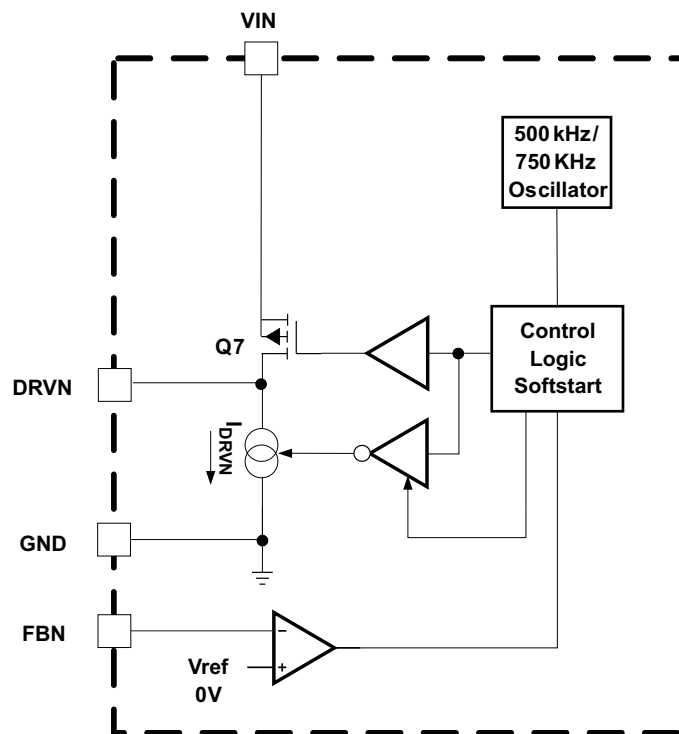 VIN
500 kHz/
750 KHz
Oscillator
Q7
Control
Logic
Softstart
DRVN
IDRVN
GND
FBN
−
Vref
+
0V